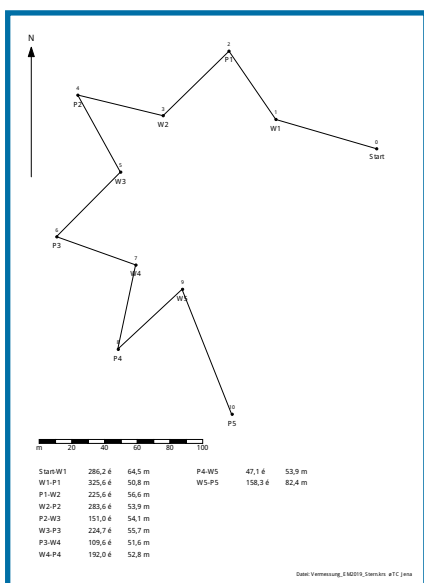 N
2
P1
4
P2
3
W2
1
W1
0
Start
5
W3
6
P3
7
W4
9
W5
8
P4
10
P5
m 20 40 60 80 100
Start-W1 286,2 é 64,5 m P4-W5 47,1 é 53,9 m
W1-P1 325,6 é 50,8 m W5-P5 158,3 é 82,4 m
P1-W2 225,6 é 56,6 m
W2-P2 283,6 é 53,9 m
P2-W3 151,0 é 54,1 m
W3-P3 224,7 é 55,7 m
P3-W4 109,6 é 51,6 m
W4-P4 192,0 é 52,8 m
Datei: Vermessung_EM2019_Stern.krs øTC Jena